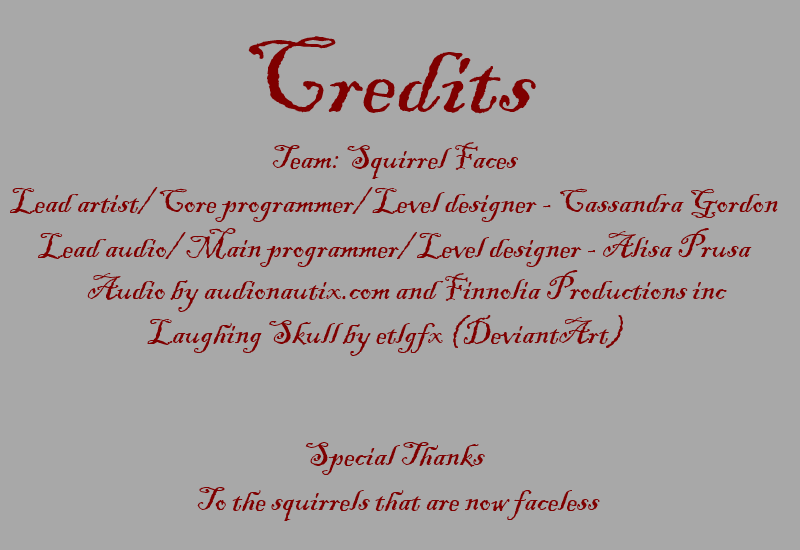 Credits
Team: Squirrel Faces
Lead artist/Core programmer/Level designer - Cassandra Gordon
Lead audio/Main programmer/Level designer - Alisa Prusa
Audio by audionautix.com and Finnolia Productions inc
Laughing Skull by etlgfx (DeviantArt)
Special Thanks
To the squirrels that are now faceless